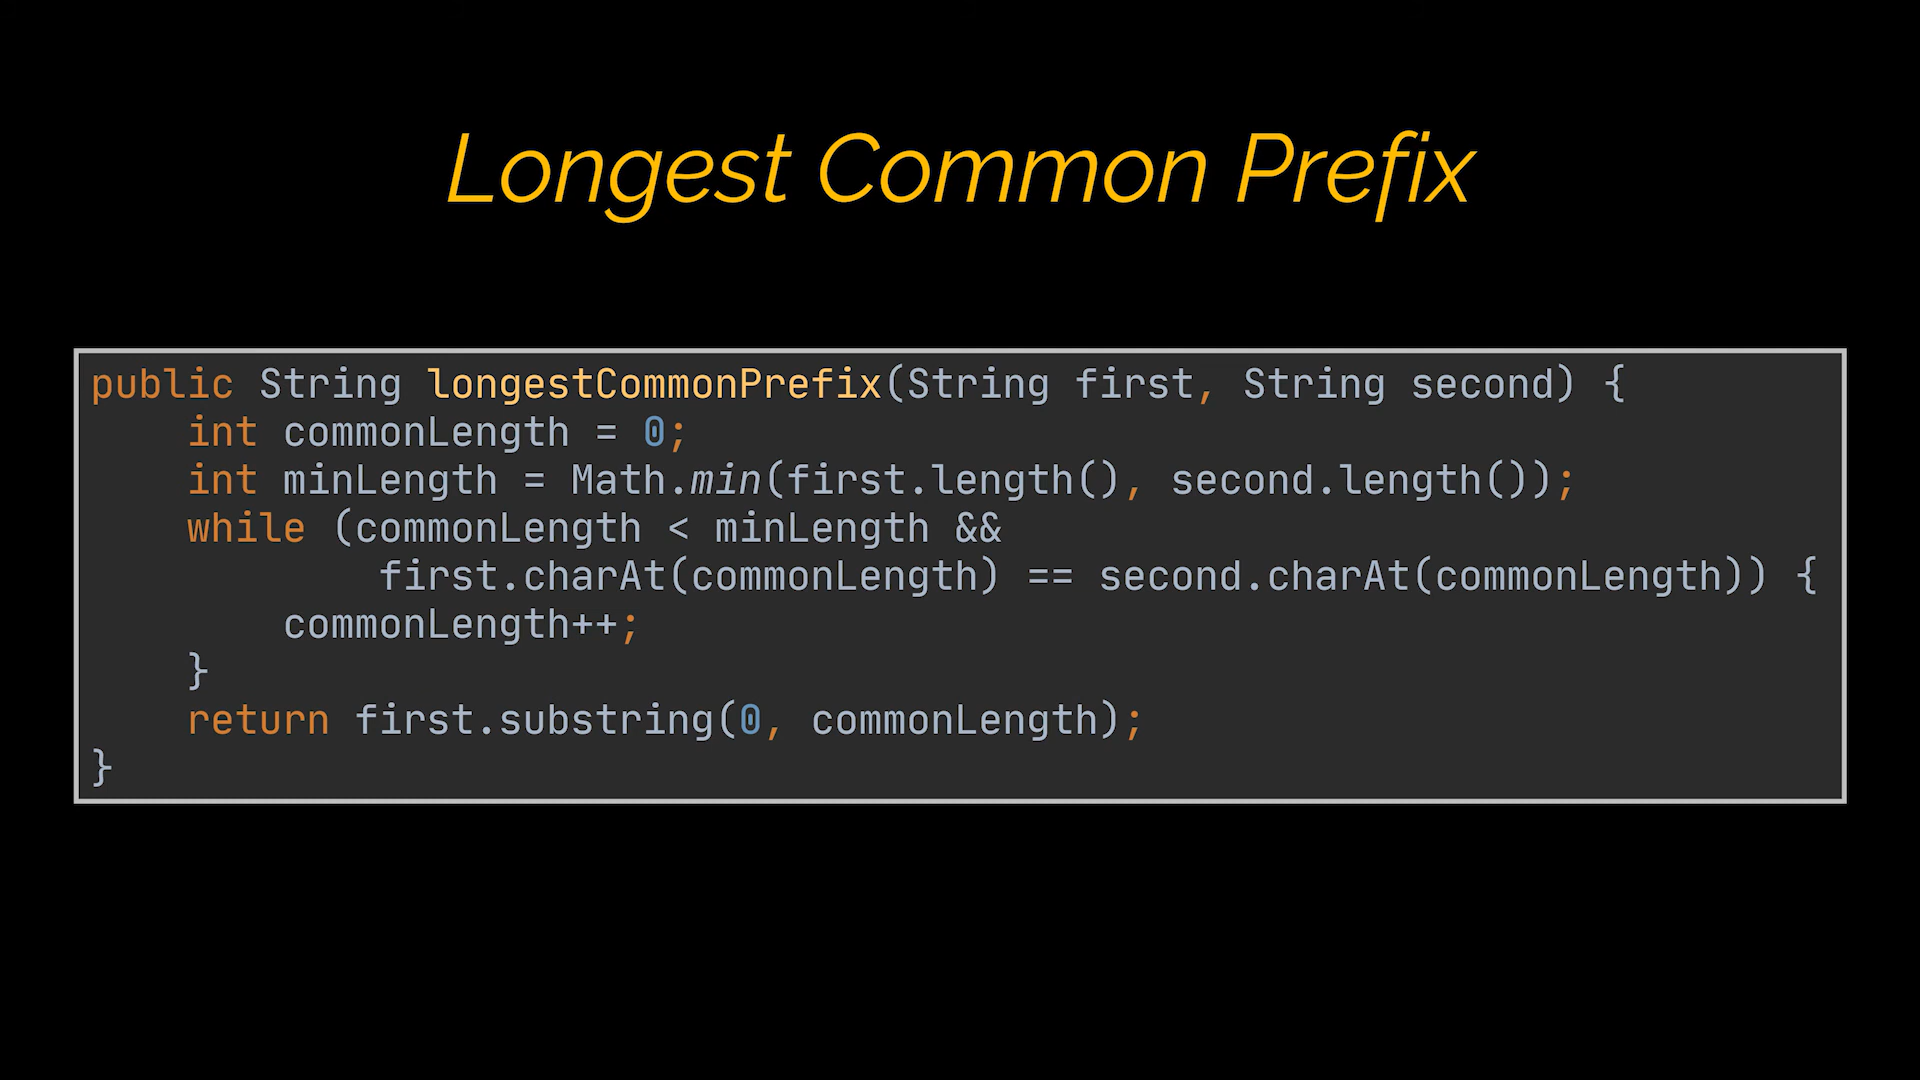 Longest Common Prefix
public String longestCommonPrefix(String first, String second) {
    int commonLength = 0;
    int minLength = Math.min(first.length(), second.length());
    while (commonLength < minLength &&
            first.charAt(commonLength) == second.charAt(commonLength)) {
        commonLength++;
    }
    return first.substring(0, commonLength);
}